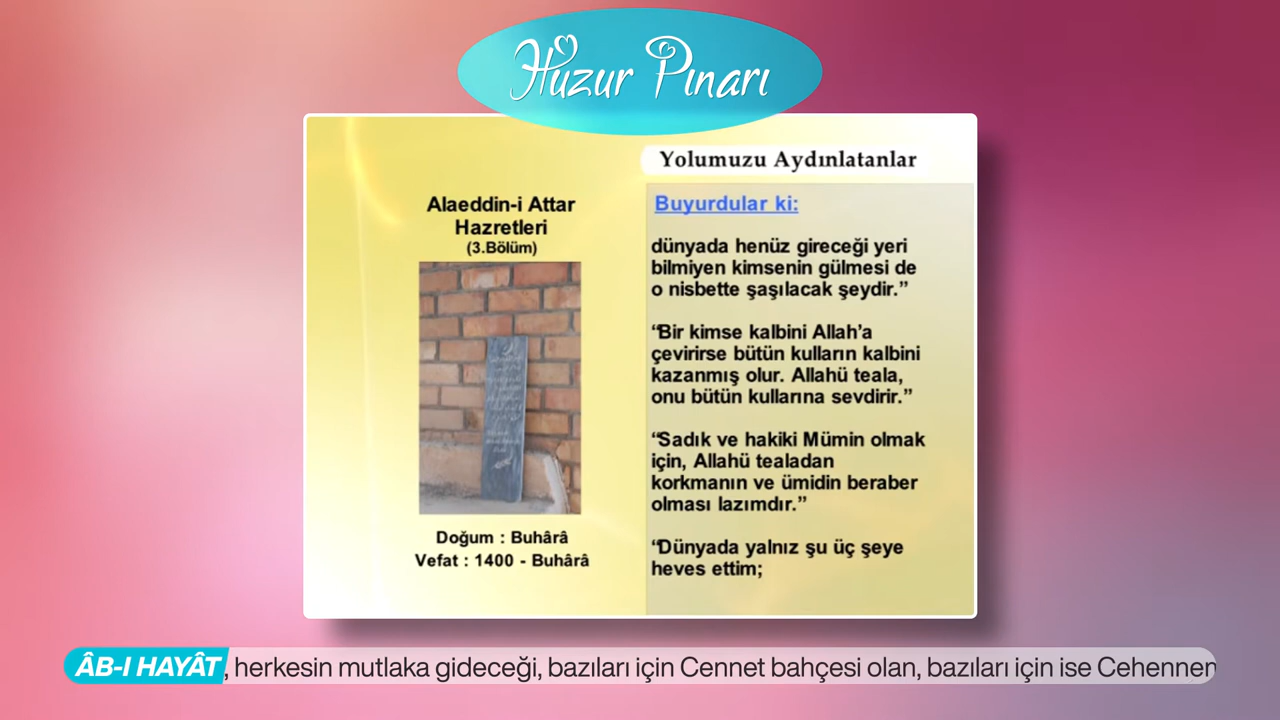 Huzur Pınarı
Yolumuzu Aydınlatanlar
Alaeddin-i Attar
Hazretleri
(3.Bölüm)
Doğum : Buhârâ
Vefat : 1400 - Buhârâ
Buyurdular ki:
dünyada henüz gireceği yeri
bilmiyen kimsenin gülmesi de
o nisbette şaşılacak şeydir.”
“Bir kimse kalbini Allah’a
çevirirse bütün kulların kalbini
kazanmış olur. Allahü teala,
onu bütün kullarına sevdirir.”
“Sadık ve hakiki Mümin olmak
için, Allahü tealadan
korkmanın ve ümidin beraber
olması lazımdır.”
“Dünyada yalnız şu üç şeye
heves ettim;
ÂB-I HAYÂT , herkesin mutlaka gideceği, bazıları için Cennet bahçesi olan, bazıları için ise